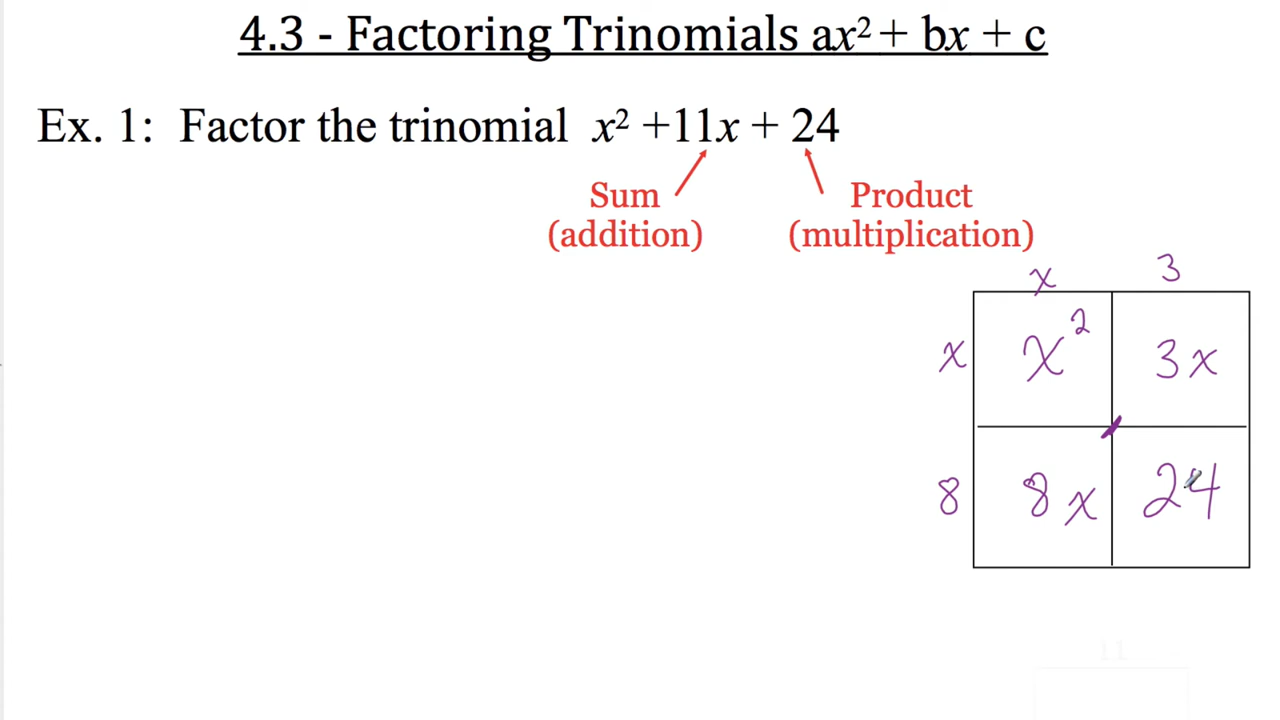 4.3 - Factoring Trinomials ax² + bx + c
Ex. 1: Factor the trinomial x² +11x + 24
Sum
(addition)
Product
(multiplication)
x 3
x x² 3x
8 8x 24
11